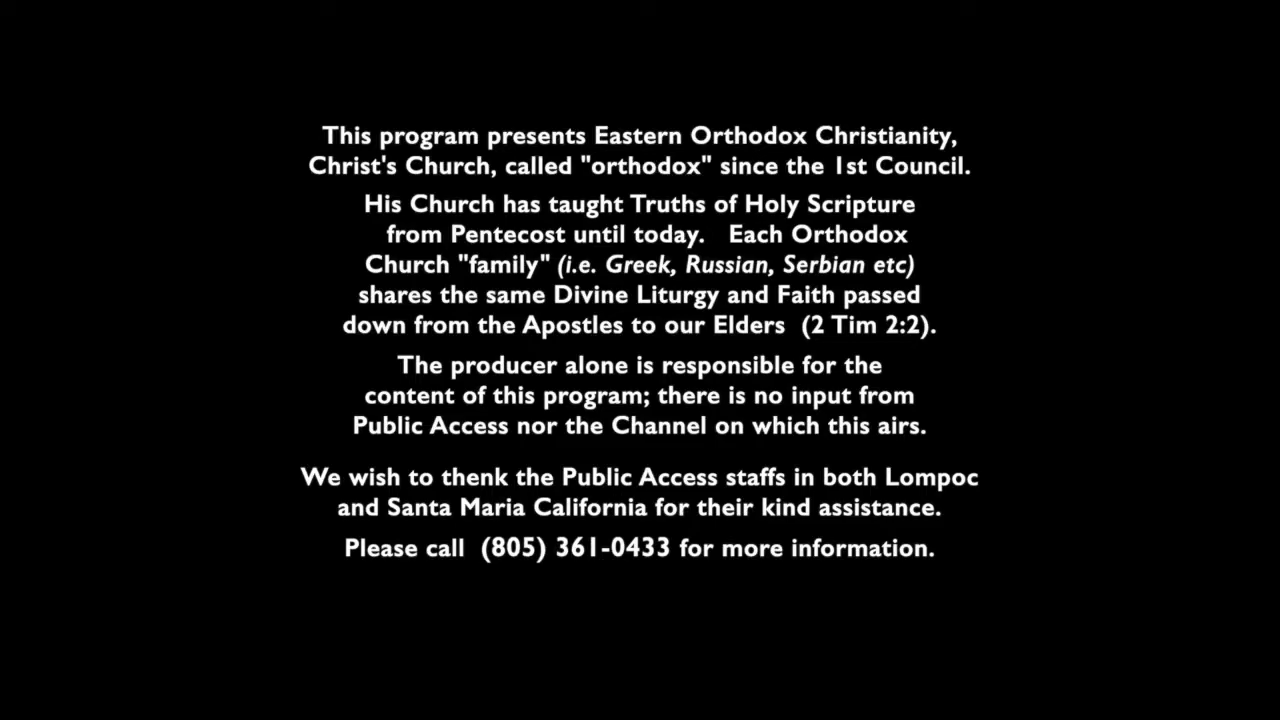 This program presents Eastern Orthodox Christianity,
Christ's Church, called "orthodox" since the 1st Council.
His Church has taught Truths of Holy Scripture
from Pentecost until today. Each Orthodox
Church "family" (i.e. Greek, Russian, Serbian etc)
shares the same Divine Liturgy and Faith passed
down from the Apostles to our Elders (2 Tim 2:2).
The producer alone is responsible for the
content of this program; there is no input from
Public Access nor the Channel on which this airs.
We wish to thenk the Public Access staffs in both Lompoc
and Santa Maria California for their kind assistance.
Please call (805) 361-0433 for more information.